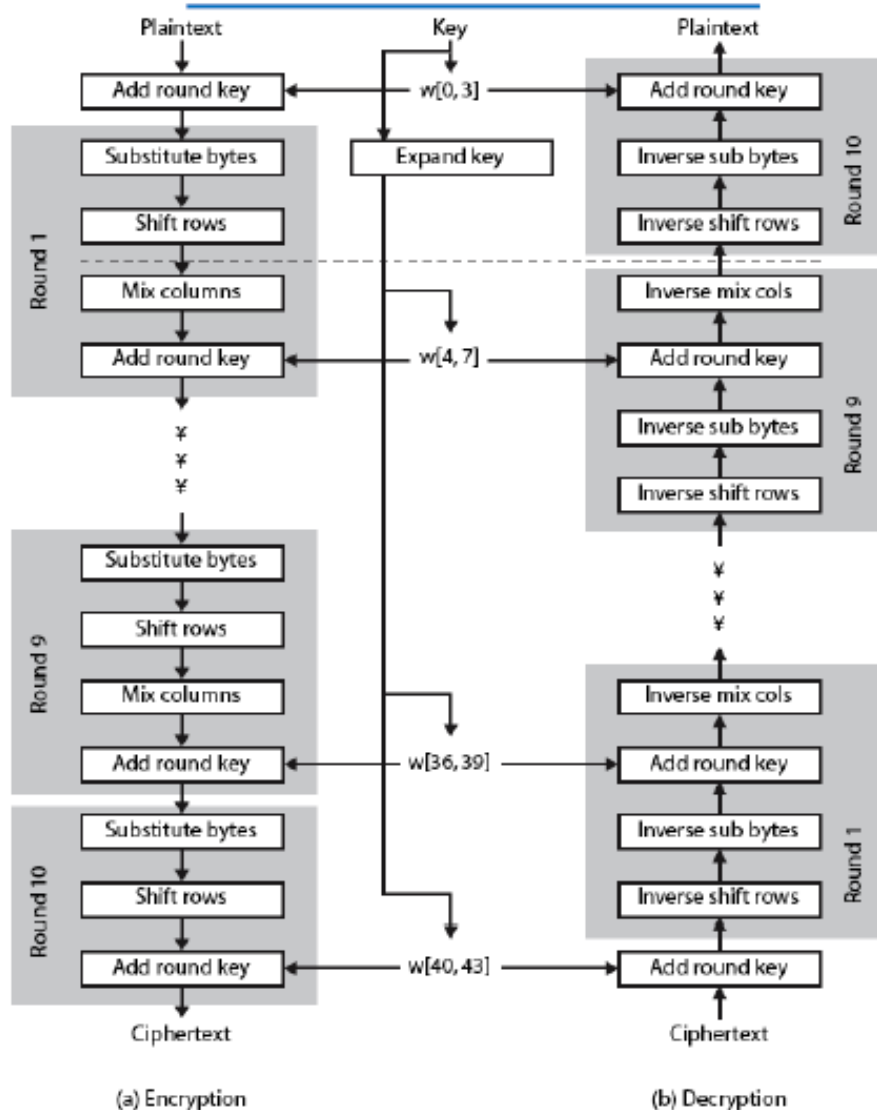 Plaintext
Add round key
Round 1
Substitute bytes
Shift rows
Mix columns
Add round key
¥
¥
¥
Round 9
Substitute bytes
Shift rows
Mix columns
Add round key
Round 10
Substitute bytes
Shift rows
Add round key
Ciphertext
(a) Encryption
Key
w[0, 3]
Expand key
w[4, 7]
w[36, 39]
w[40, 43]
Plaintext
Add round key
Inverse sub bytes
Inverse shift rows
Round 10
Inverse mix cols
Add round key
Inverse sub bytes
Inverse shift rows
Round 9
¥
¥
¥
Inverse mix cols
Add round key
Inverse sub bytes
Inverse shift rows
Round 1
Add round key
Ciphertext
(b) Decryption